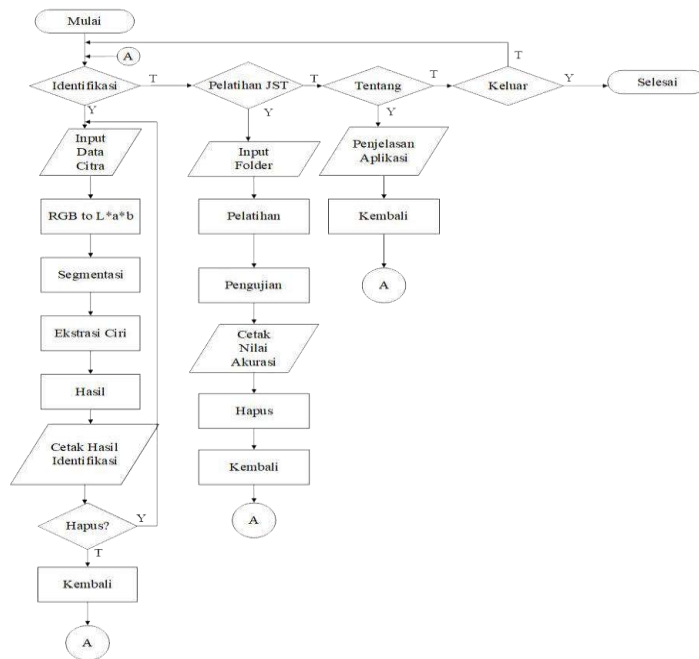 Mulai
A
T
Identifikasi
T
Pelatihan JST
T
Tentang
T
Keluar
Y
Selesai
Y
Input
Data
Citra
RGB to L*a*b
Segmentasi
Ekstrasi Ciri
Hasil
Cetak Hasil
Identifikasi
Hapus?
Y
T
Kembali
A
Y
Input
Folder
Pelatihan
Pengujian
Cetak
Nilai
Akurasi
Hapus
Kembali
A
Y
Penjelasan
Aplikasi
Kembali
A